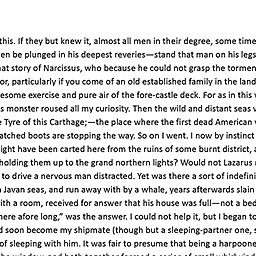 this. If they but knew it, almost all men in their degree, some time
en be plunged in his deepest reveries—stand that man on his legs
at story of Narcissus, who because he could not grasp the tormen
or, particularly if you come of an old established family in the land
esome exercise and pure air of the fore-castle deck. For as in this w
s monster roused all my curiosity. Then the wild and distant seas v
e Tyre of this Carthage;—the place where the first dead American v
atched boots are stopping the way. So on I went. I now by instinct
ight have been carted here from the ruins of some burnt district, a
holding them up to the grand northern lights? Would not Lazarus r
to drive a nervous man distracted. Yet was there a sort of indefini
Javan seas, and run away with by a whale, years afterwards slain
with a room, received for answer that his house was full—not a bed
here afore long,” was the answer. I could not help it, but I began to
d soon become my shipmate (though but a sleeping-partner one, s
of sleeping with him. It was fair to presume that being a harpoone